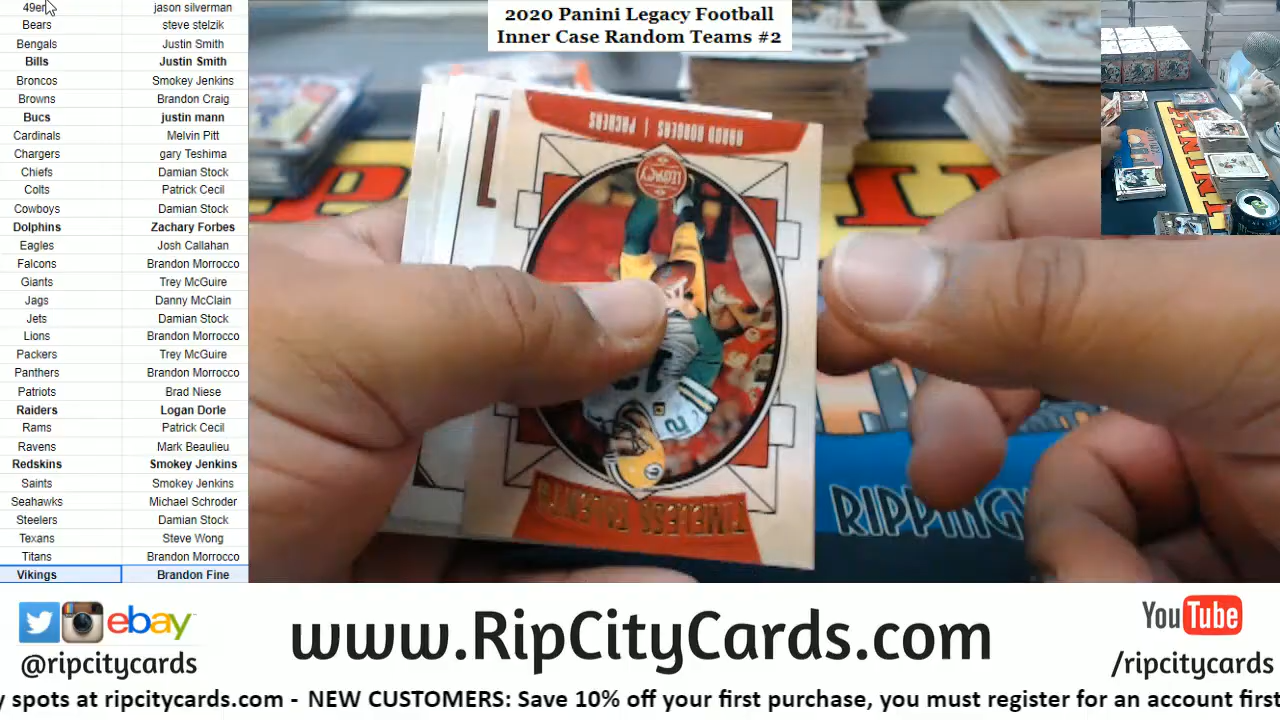 2020 Panini Legacy Football
Inner Case Random Teams #2
49er jason silverman
Bears steve stelzik
Bengals Justin Smith
Bills Justin Smith
Broncos Smokey Jenkins
Browns Brandon Craig
Bucs justin mann
Cardinals Melvin Pitt
Chargers gary Teshima
Chiefs Damian Stock
Colts Patrick Cecil
Cowboys Damian Stock
Dolphins Zachary Forbes
Eagles Josh Callahan
Falcons Brandon Morrocco
Giants Trey McGuire
Jags Danny McClain
Jets Damian Stock
Lions Brandon Morrocco
Packers Trey McGuire
Panthers Brandon Morrocco
Patriots Brad Niese
Raiders Logan Dorle
Rams Patrick Cecil
Ravens Mark Beaulieu
Redskins Smokey Jenkins
Saints Smokey Jenkins
Seahawks Michael Schroder
Steelers Damian Stock
Texans Steve Wong
Titans Brandon Morrocco
Vikings Brandon Fine
AARON RODGERS | PACKERS
LEGACY
TIMELESS TALENTS
RIPPING
ebay
@ripcitycards
www.RipCityCards.com
YouTube
/ripcitycards
y spots at ripcitycards.com - NEW CUSTOMERS: Save 10% off your first purchase, you must register for an account first